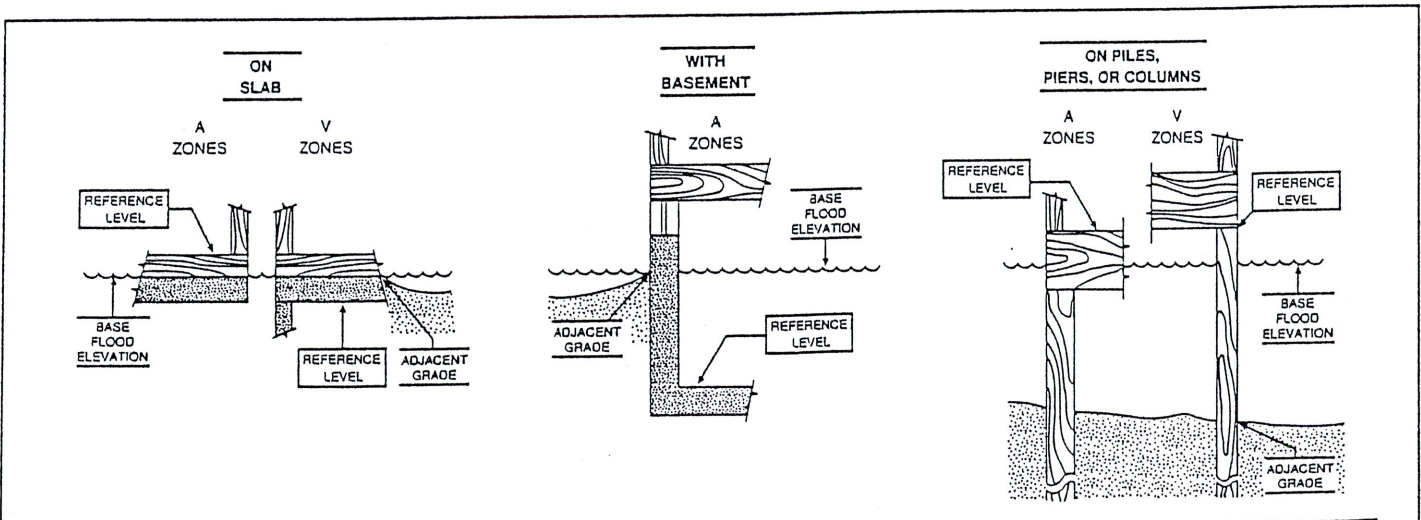 ON
SLAB
A
ZONES
V
ZONES
REFERENCE
LEVEL
BASE
FLOOD
ELEVATION
REFERENCE
LEVEL
ADJACENT
GRADE
WITH
BASEMENT
A
ZONES
BASE
FLOOD
ELEVATION
ADJACENT
GRADE
REFERENCE
LEVEL
ON PILES,
PIERS, OR COLUMNS
A
ZONES
V
ZONES
REFERENCE
LEVEL
REFERENCE
LEVEL
BASE
FLOOD
ELEVATION
ADJACENT
GRADE